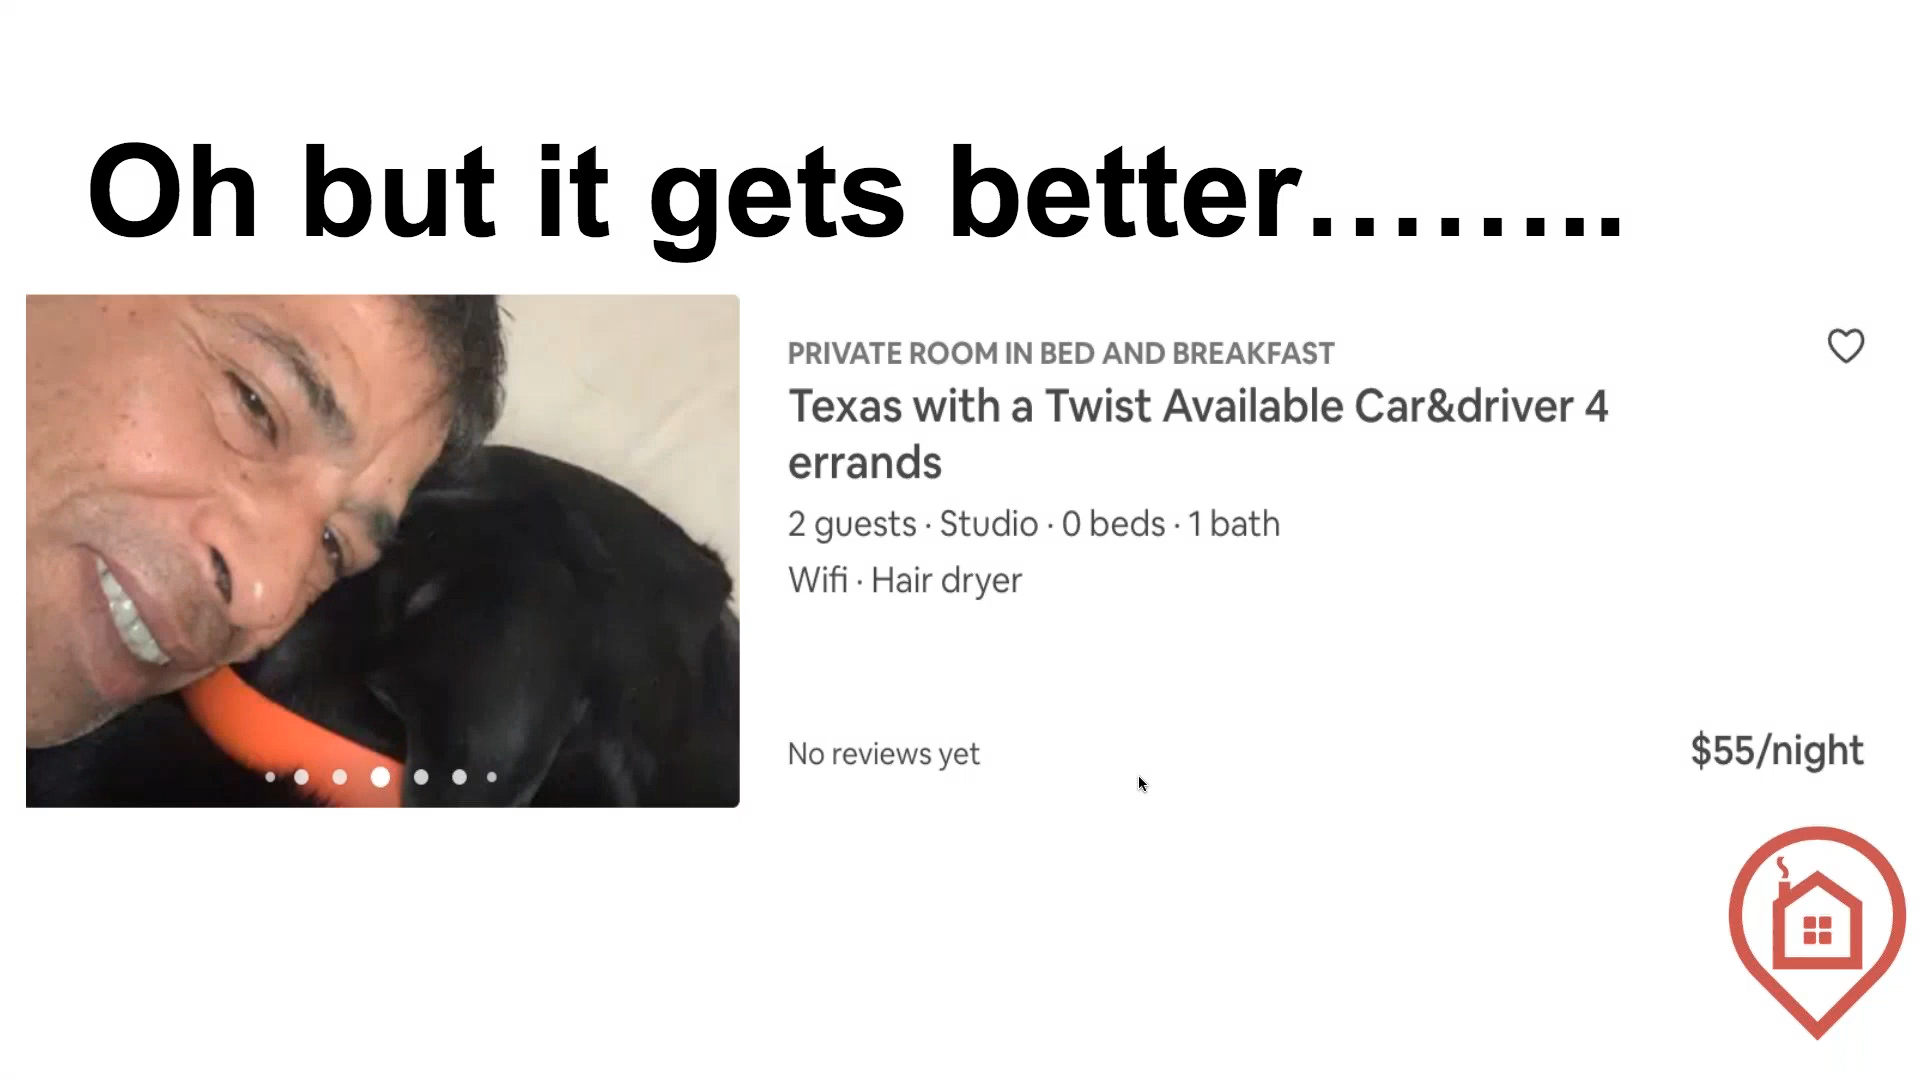 Oh but it gets better……..
PRIVATE ROOM IN BED AND BREAKFAST
Texas with a Twist Available Car&driver 4
errands
2 guests · Studio · 0 beds · 1 bath
Wifi · Hair dryer
No reviews yet
$55/night